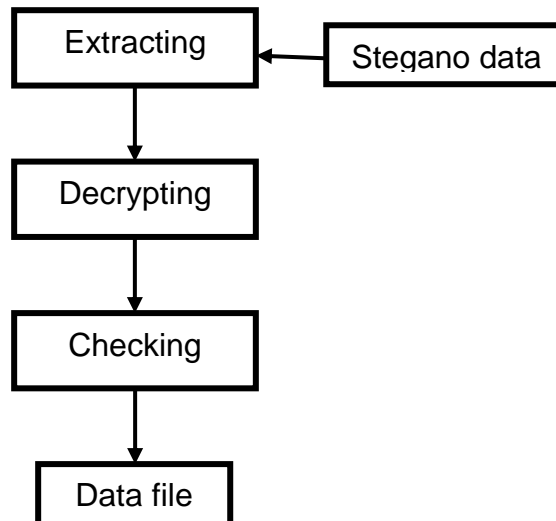 Extracting
Stegano data
Decrypting
Checking
Data file